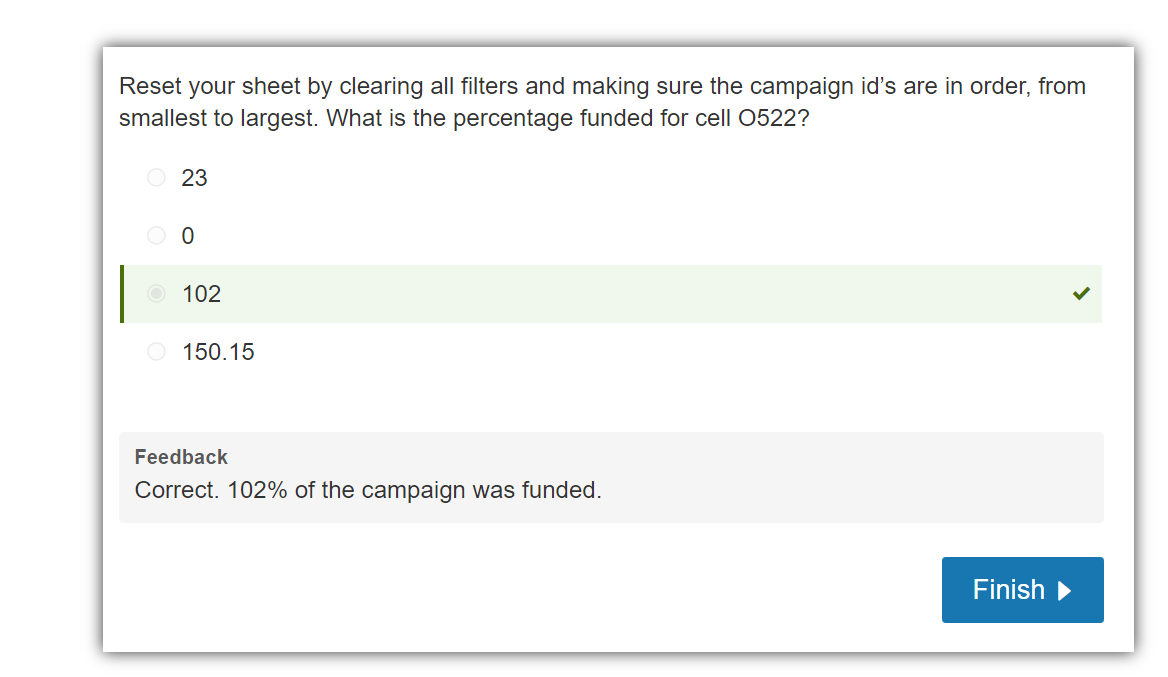 Reset your sheet by clearing all filters and making sure the campaign id’s are in order, from
smallest to largest. What is the percentage funded for cell O522?
23
0
102
150.15
Feedback
Correct. 102% of the campaign was funded.
Finish